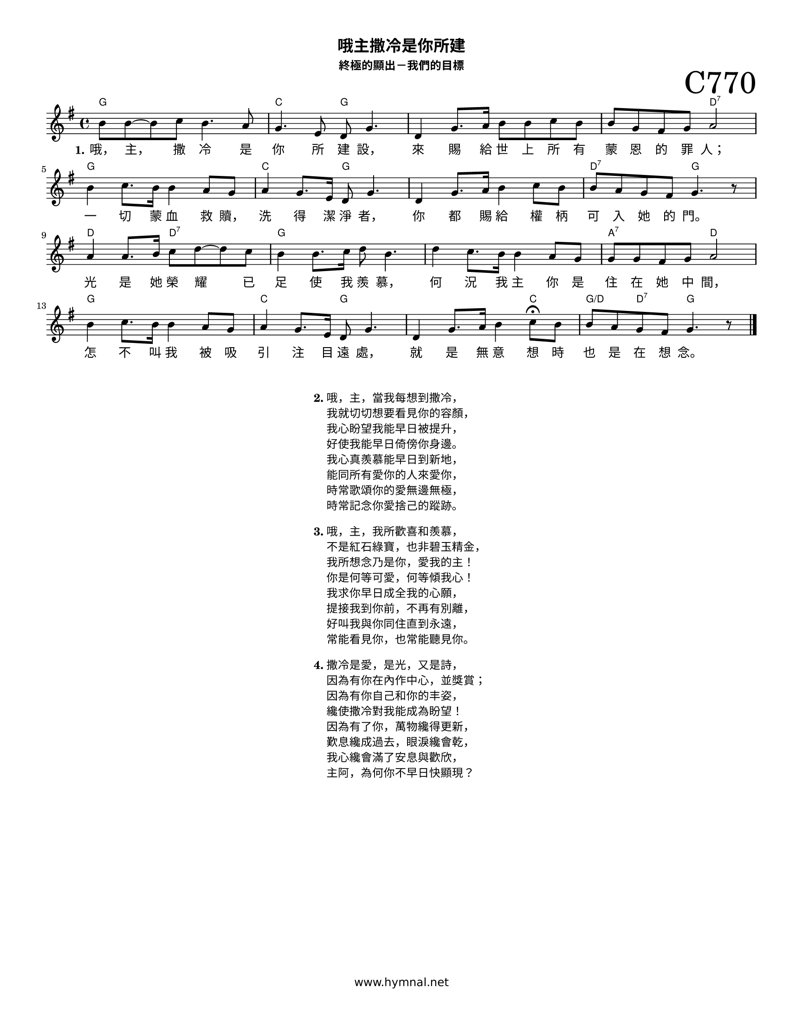 哦主撒冷是你所建
終極的顯出－我們的目標
C770
G C G D7
1. 哦， 主， 撒 冷 是 你 所 建 設， 來 賜 給 世 上 所 有 蒙 恩 的 罪 人；
5 G C G D7 G
一 切 蒙 血 救 贖， 洗 得 潔 淨 者， 你 都 賜 給 權 柄 可 入 她 的 門。
9 D D7 G A7 D
光 是 她 榮 耀 已 足 使 我 羨 慕， 何 況 我 主 你 是 住 在 她 中 間，
13 G C G C G/D D7 G
怎 不 叫 我 被 吸 引 注 目 遠 處， 就 是 無 意 想 時 也 是 在 想 念。
2. 哦，主，當我每想到撒冷，
我就切切想要看見你的容顏，
我心盼望我能早日被提升，
好使我能早日倚傍你身邊。
我心真羨慕能早日到新地，
能同所有愛你的人來愛你，
時常歌頌你的愛無邊無極，
時常記念你愛捨己的蹤跡。
3. 哦，主，我所歡喜和羨慕，
不是紅石綠寶，也非碧玉精金，
我所想念乃是你，愛我的主！
你是何等可愛，何等傾我心！
我求你早日成全我的心願，
提接我到你前，不再有別離，
好叫我與你同住直到永遠，
常能看見你，也常能聽見你。
4. 撒冷是愛，是光，又是詩，
因為有你在內作中心，並獎賞；
因為有你自己和你的丰姿，
纔使撒冷對我能成為盼望！
因為有了你，萬物纔得更新，
歎息纔成過去，眼淚纔會乾，
我心纔會滿了安息與歡欣，
主阿，為何你不早日快顯現？
www.hymnal.net